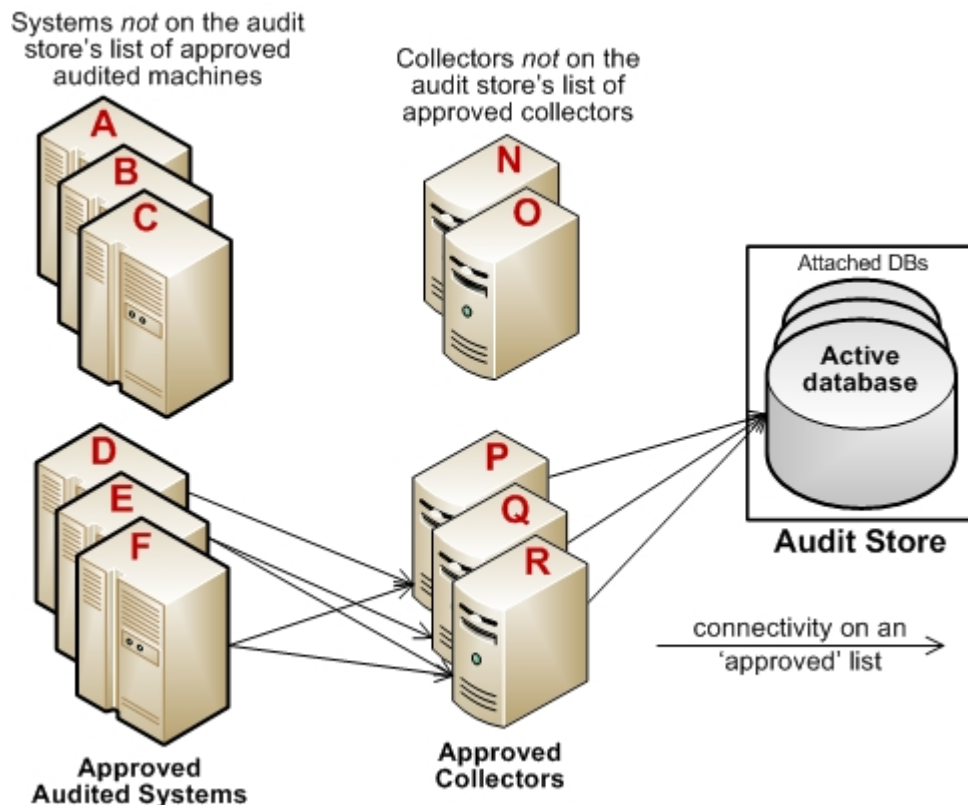 Systems not on the audit
store's list of approved
audited machines
Collectors not on the
audit store's list of
approved collectors
A
B
C
N
O
Attached DBs
Active
database
Audit Store
D
E
F
P
Q
R
connectivity on an
'approved' list
Approved
Audited Systems
Approved
Collectors